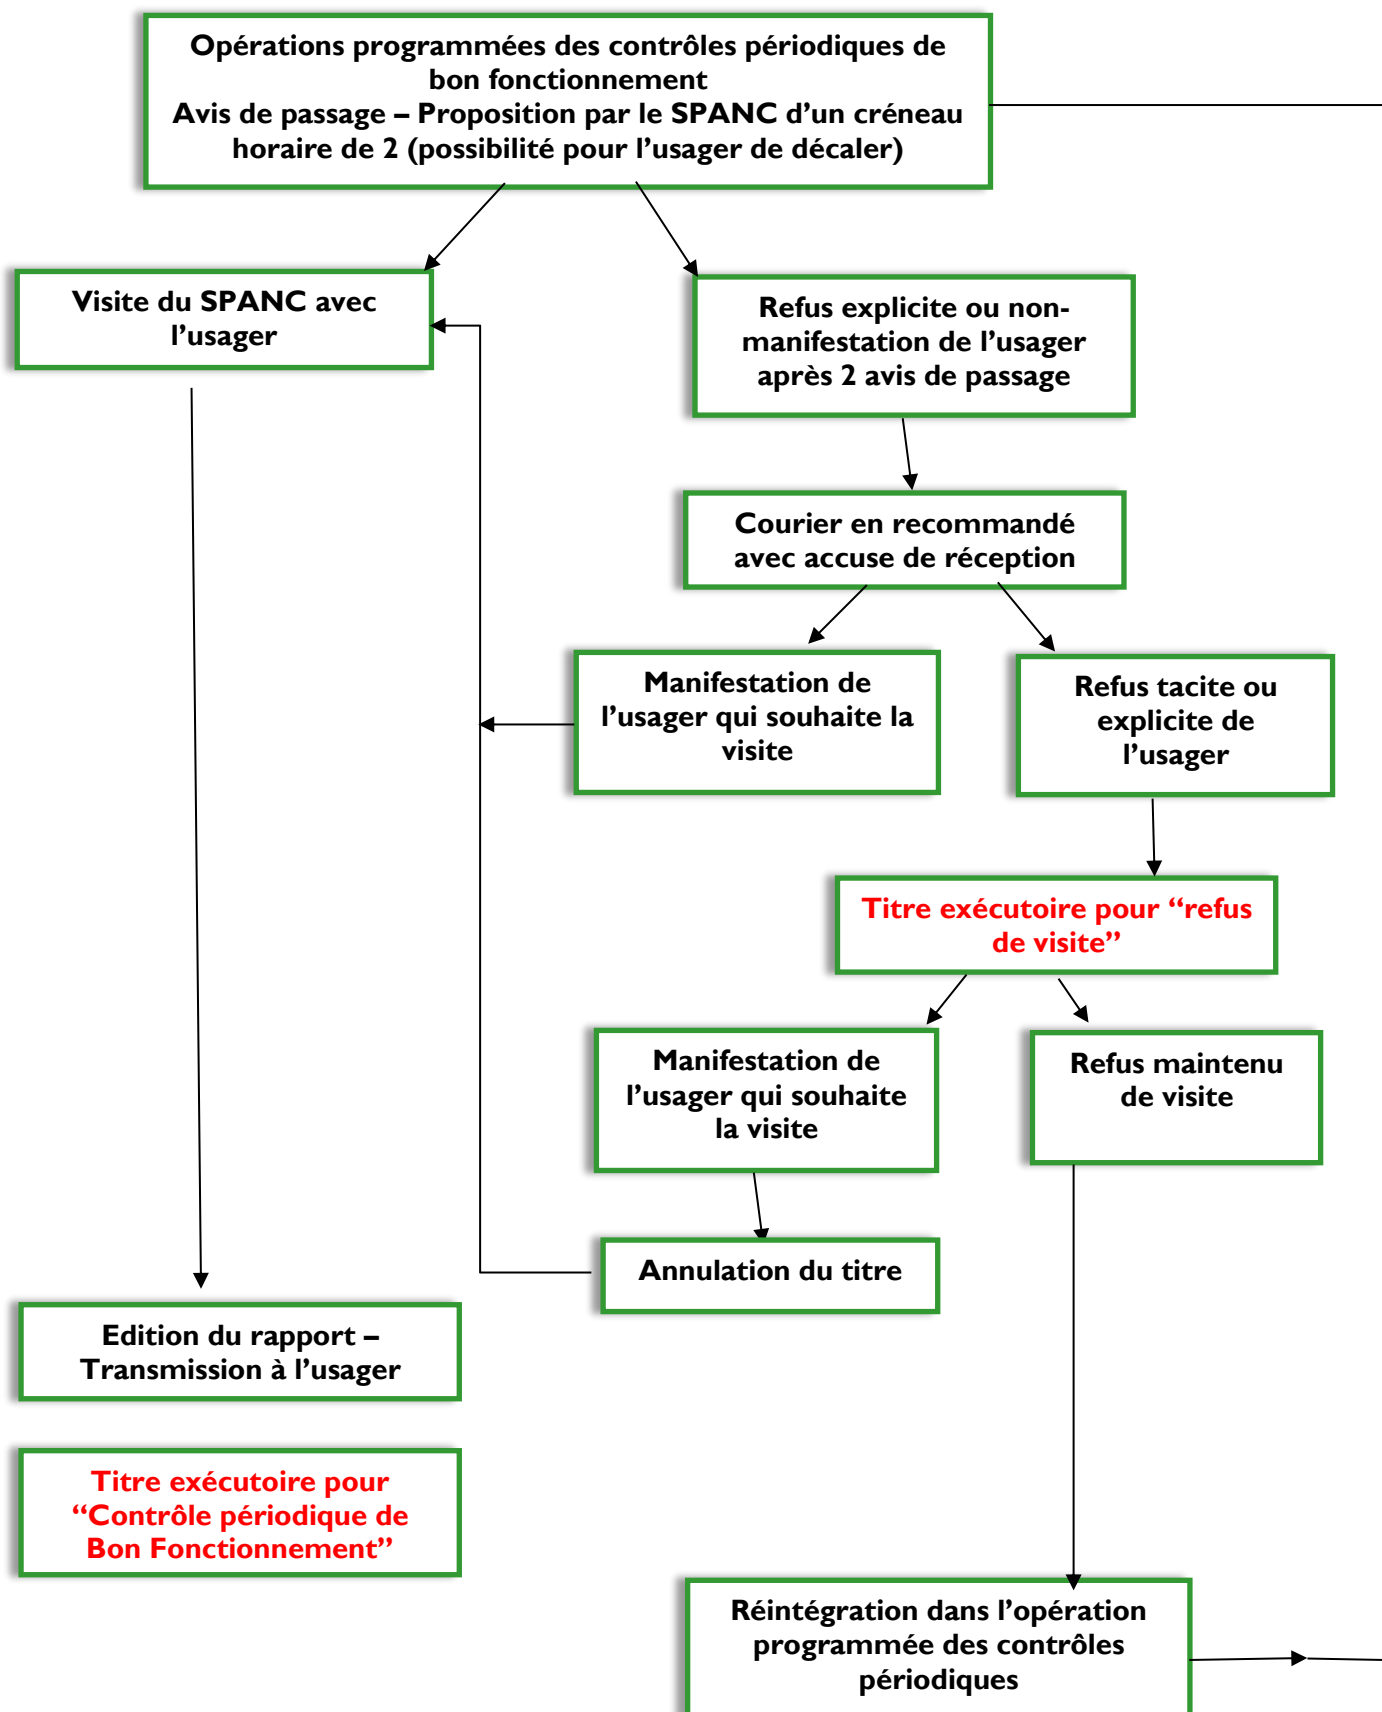 Opérations programmées des contrôles périodiques de
bon fonctionnement
Avis de passage – Proposition par le SPANC d’un créneau
horaire de 2 (possibilité pour l’usager de décaler)
Visite du SPANC avec
l’usager
Refus explicite ou non-
manifestation de l’usager
après 2 avis de passage
Courier en recommandé
avec accuse de réception
Manifestation de
l’usager qui souhaite la
visite
Refus tacite ou
explicite de
l’usager
Titre exécutoire pour “refus
de visite”
Manifestation de
l’usager qui souhaite
la visite
Refus maintenu
de visite
Annulation du titre
Edition du rapport –
Transmission à l’usager
Titre exécutoire pour
“Contrôle périodique de
Bon Fonctionnement”
Réintégration dans l’opération
programmée des contrôles
périodiques